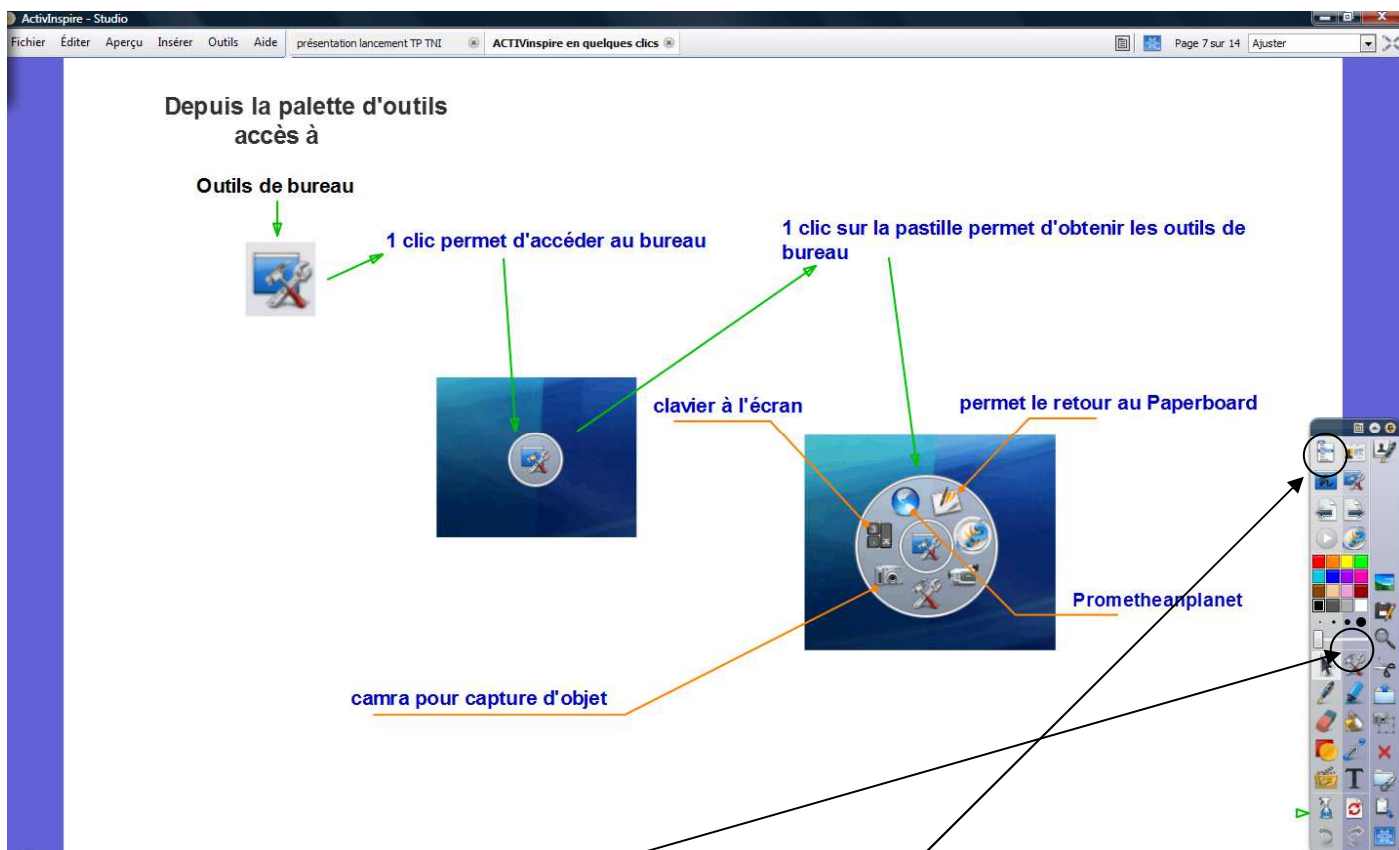 ActivInspire - Studio
Fichier Éditer Aperçu Insérer Outils Aide présentation lancement TP TNI ACTIVinspire en quelques clics Page 7 sur 14 Ajuster
Depuis la palette d'outils
accès à
Outils de bureau
1 clic permet d'accéder au bureau
1 clic sur la pastille permet d'obtenir les outils de
bureau
clavier à l'écran
permet le retour au Paperboard
Prometheanplanet
camra pour capture d'objet
T